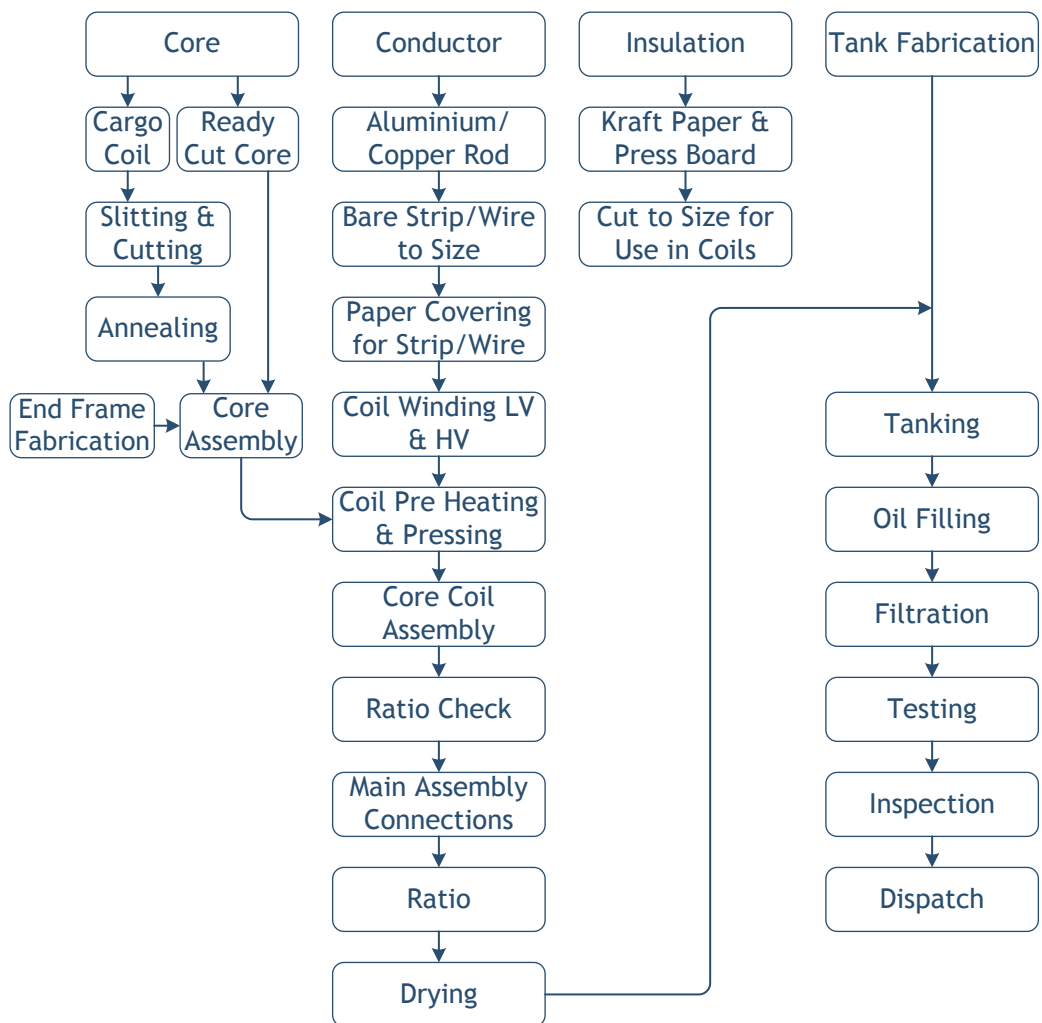 Core
Conductor
Insulation
Tank Fabrication
Cargo
Coil
Ready
Cut Core
Aluminium/
Copper Rod
Kraft Paper &
Press Board
Slitting &
Cutting
Bare Strip/Wire
to Size
Cut to Size for
Use in Coils
Annealing
Paper Covering
for Strip/Wire
End Frame
Fabrication
Core
Assembly
Coil Winding LV
& HV
Tanking
Coil Pre Heating
& Pressing
Oil Filling
Core Coil
Assembly
Filtration
Ratio Check
Testing
Main Assembly
Connections
Inspection
Ratio
Dispatch
Drying